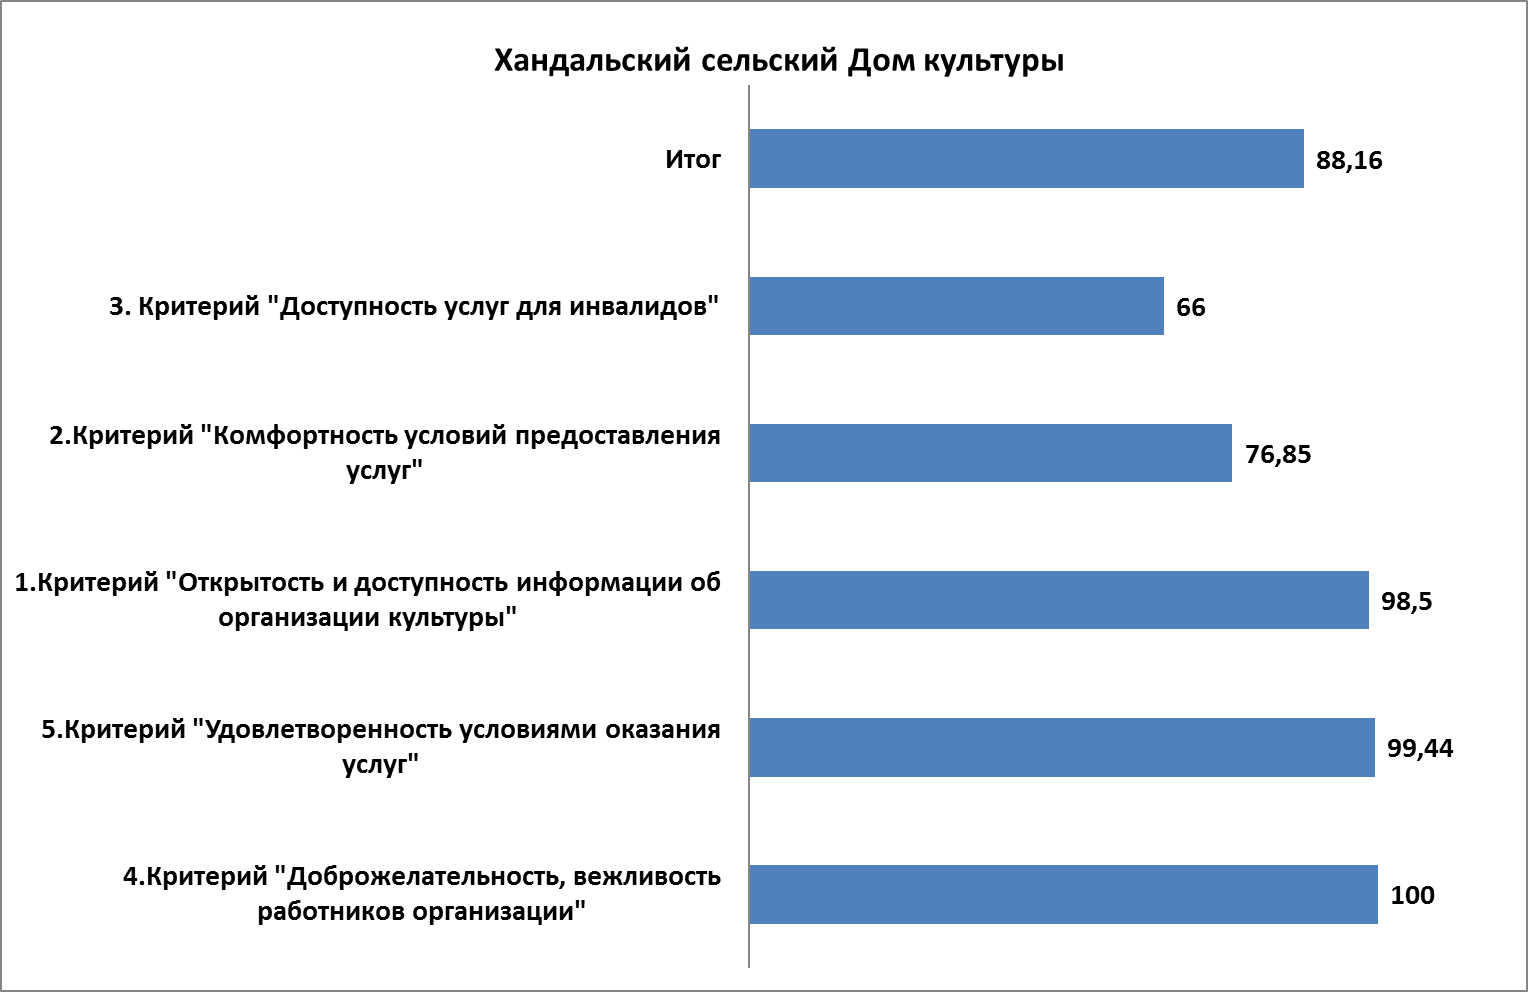 Хандальский сельский Дом культуры
Итог
88,16
3. Критерий "Доступность услуг для инвалидов"
66
2.Критерий "Комфортность условий предоставления
услуг"
76,85
1.Критерий "Открытость и доступность информации об
организации культуры"
98,5
5.Критерий "Удовлетворенность условиями оказания
услуг"
99,44
4.Критерий "Доброжелательность, вежливость
работников организации"
100